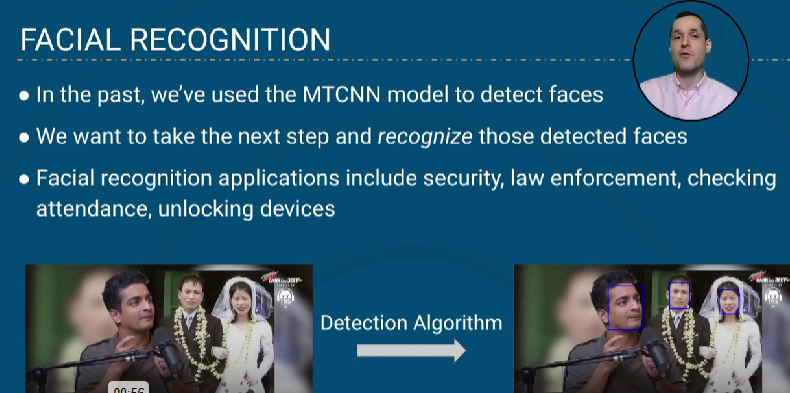 FACIAL RECOGNITION
● In the past, we've used the MTCNN model to detect faces
● We want to take the next step and recognize those detected faces
● Facial recognition applications include security, law enforcement, checking
attendance, unlocking devices
Detection Algorithm
00:56